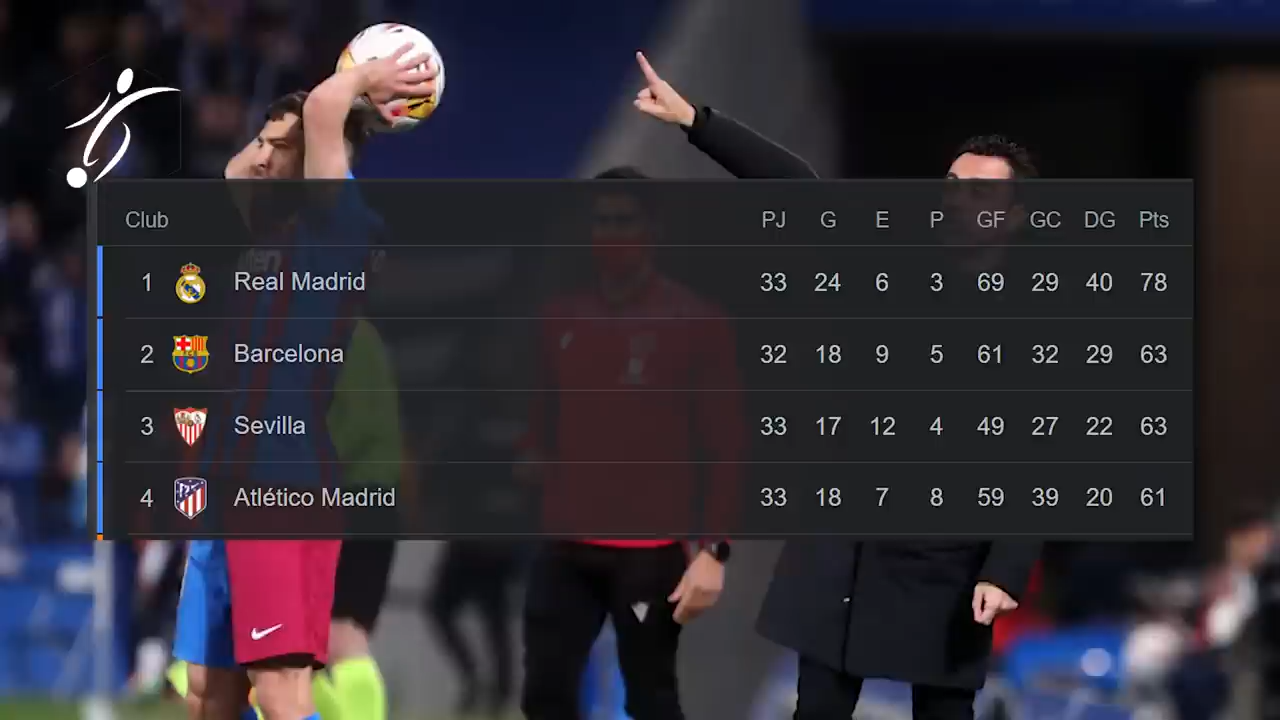 Club PJ G E P GF GC DG Pts
1 Real Madrid 33 24 6 3 69 29 40 78
2 Barcelona 32 18 9 5 61 32 29 63
3 Sevilla 33 17 12 4 49 27 22 63
4 Atlético Madrid 33 18 7 8 59 39 20 61